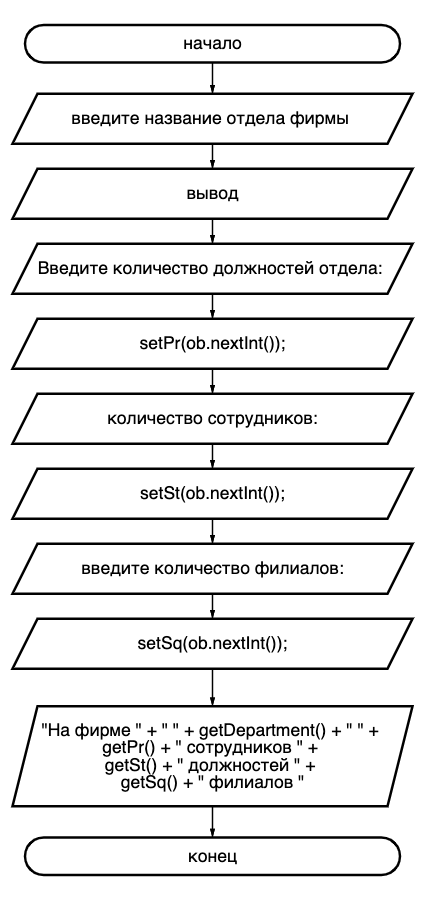 начало
введите название отдела фирмы
вывод
Введите количество должностей отдела:
setPr(ob.nextInt());
количество сотрудников:
setSt(ob.nextInt());
введите количество филиалов:
setSq(ob.nextInt());
"На фирме " + " " + getDepartment() + " " +
getPr() + " сотрудников " +
getSt() + " должностей " +
getSq() + " филиалов "
конец